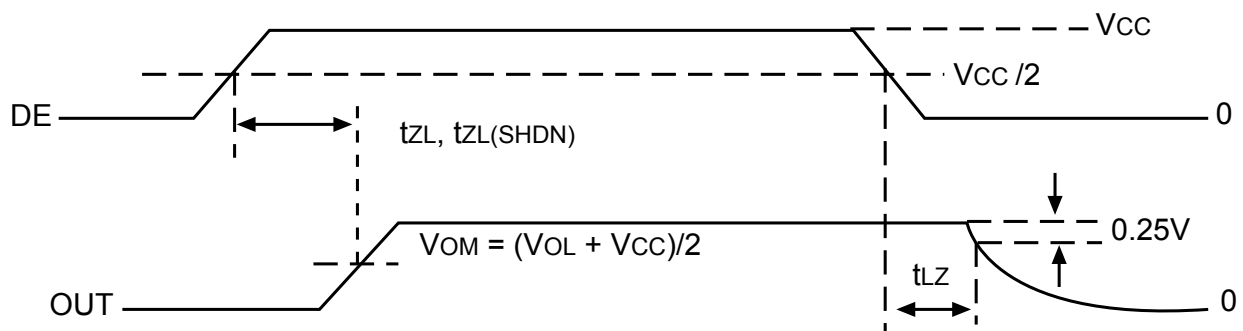 VCC
VCC /2
DE
0
tZL, tZL(SHDN)
VOM = (VOL + VCC)/2
0.25V
tLZ
OUT
0